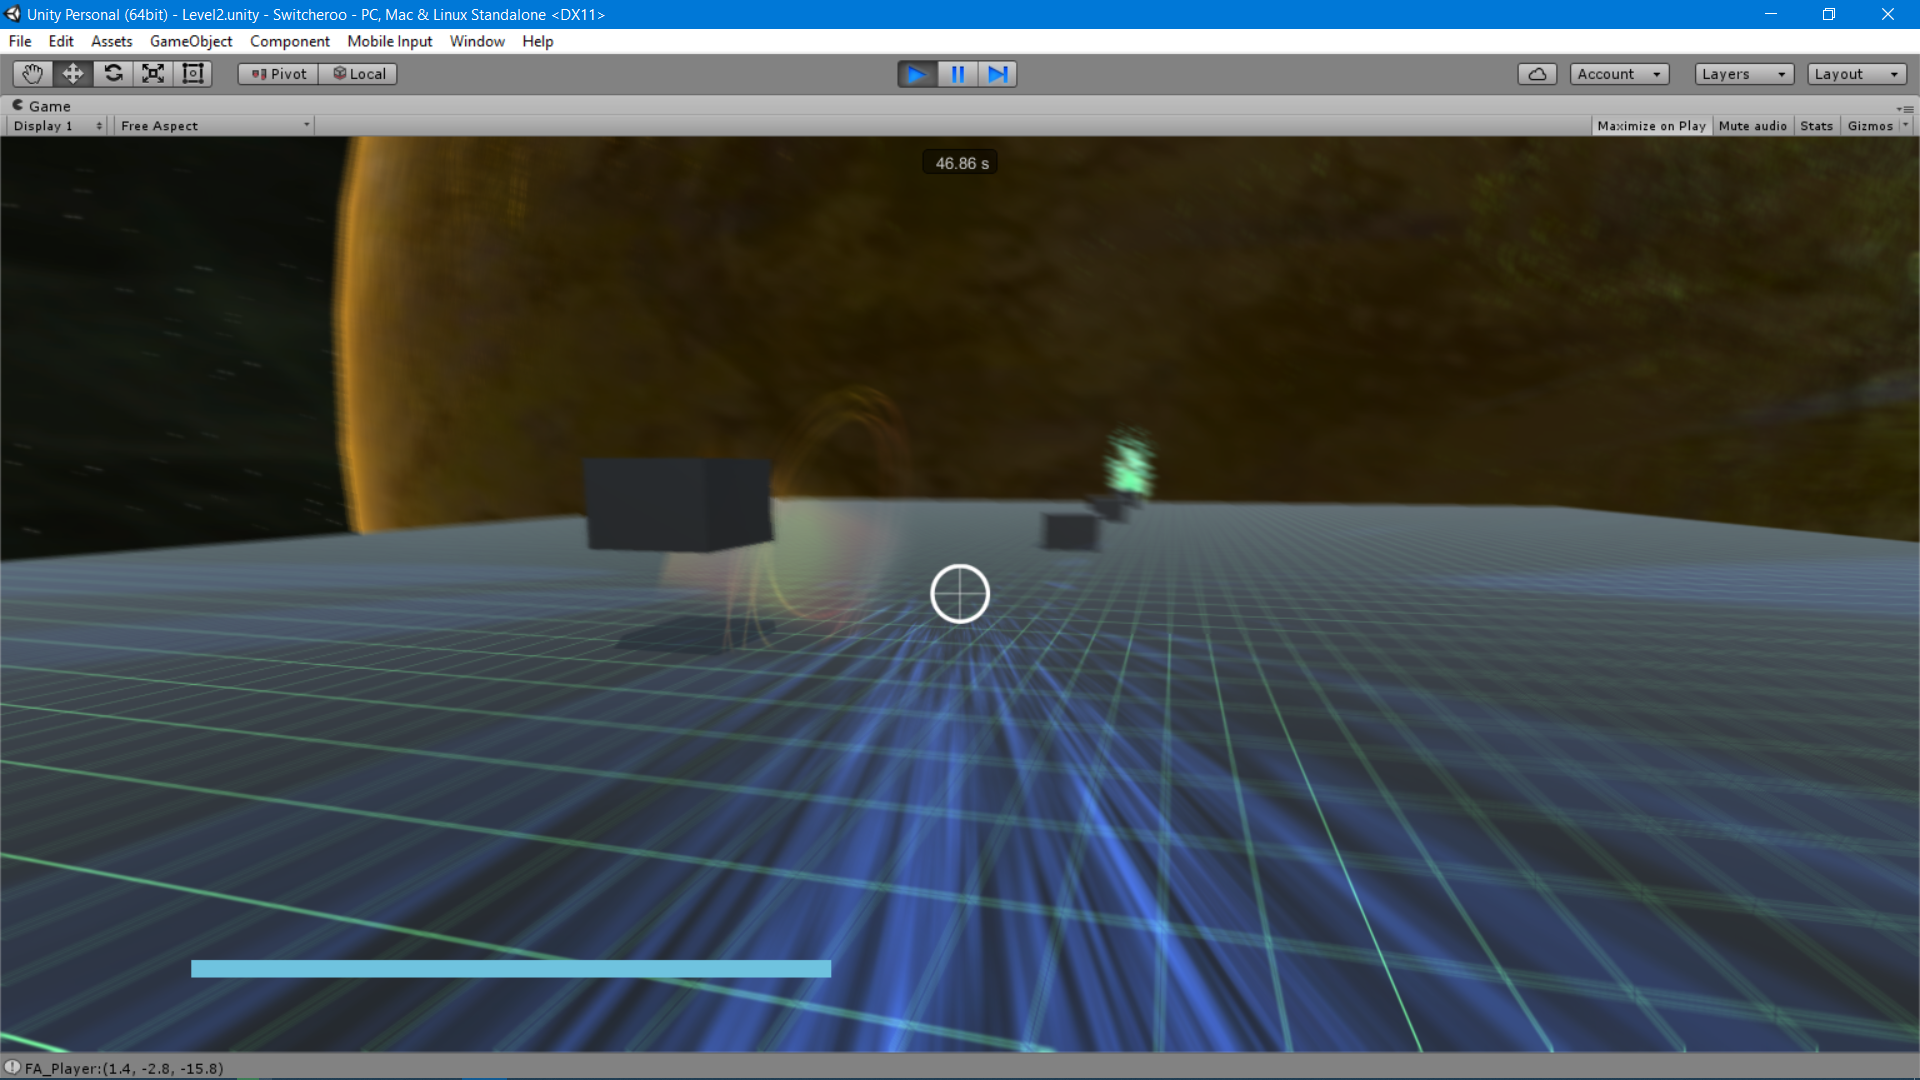 Unity Personal (64bit) - Level2.unity - Switcheroo - PC, Mac & Linux Standalone <DX11>
File Edit Assets GameObject Component Mobile Input Window Help
Pivot Local Account Layers Layout
Game
Display 1 Free Aspect Maximize on Play Mute audio Stats Gizmos
46.86 s
FA_Player:(1.4, -2.8, -15.8)